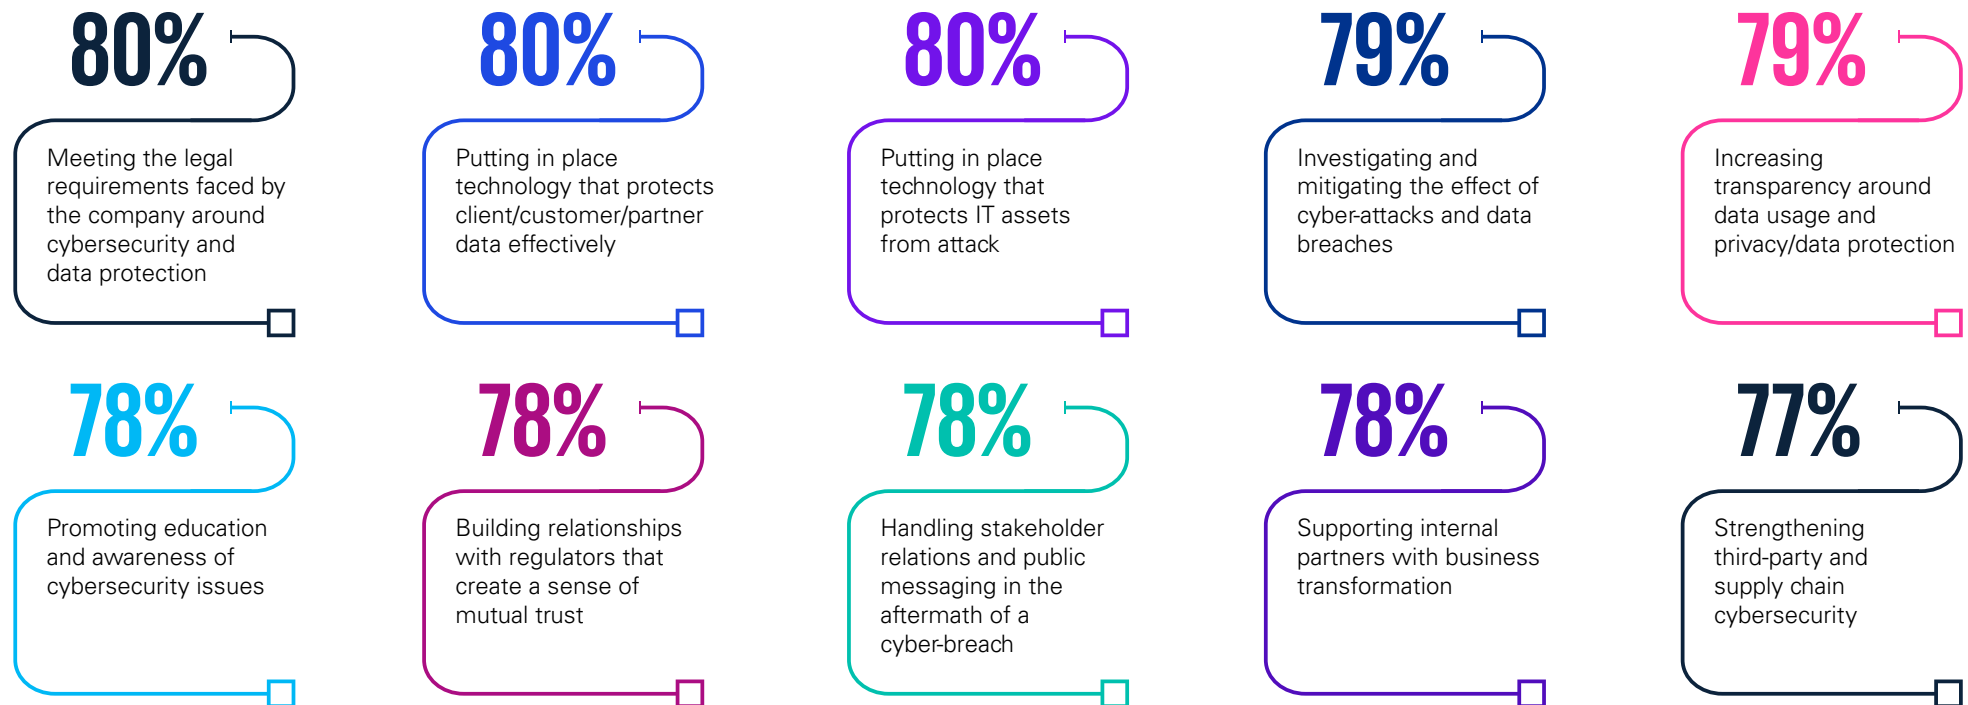 80%
Meeting the legal
requirements faced by
the company around
cybersecurity and
data protection
80%
Putting in place
technology that protects
client/customer/partner
data effectively
80%
Putting in place
technology that
protects IT assets
from attack
79%
Investigating and
mitigating the effect of
cyber-attacks and data
breaches
79%
Increasing
transparency around
data usage and
privacy/data protection
78%
Promoting education
and awareness of
cybersecurity issues
78%
Building relationships
with regulators that
create a sense of
mutual trust
78%
Handling stakeholder
relations and public
messaging in the
aftermath of a
cyber-breach
78%
Supporting internal
partners with business
transformation
77%
Strengthening
third-party and
supply chain
cybersecurity